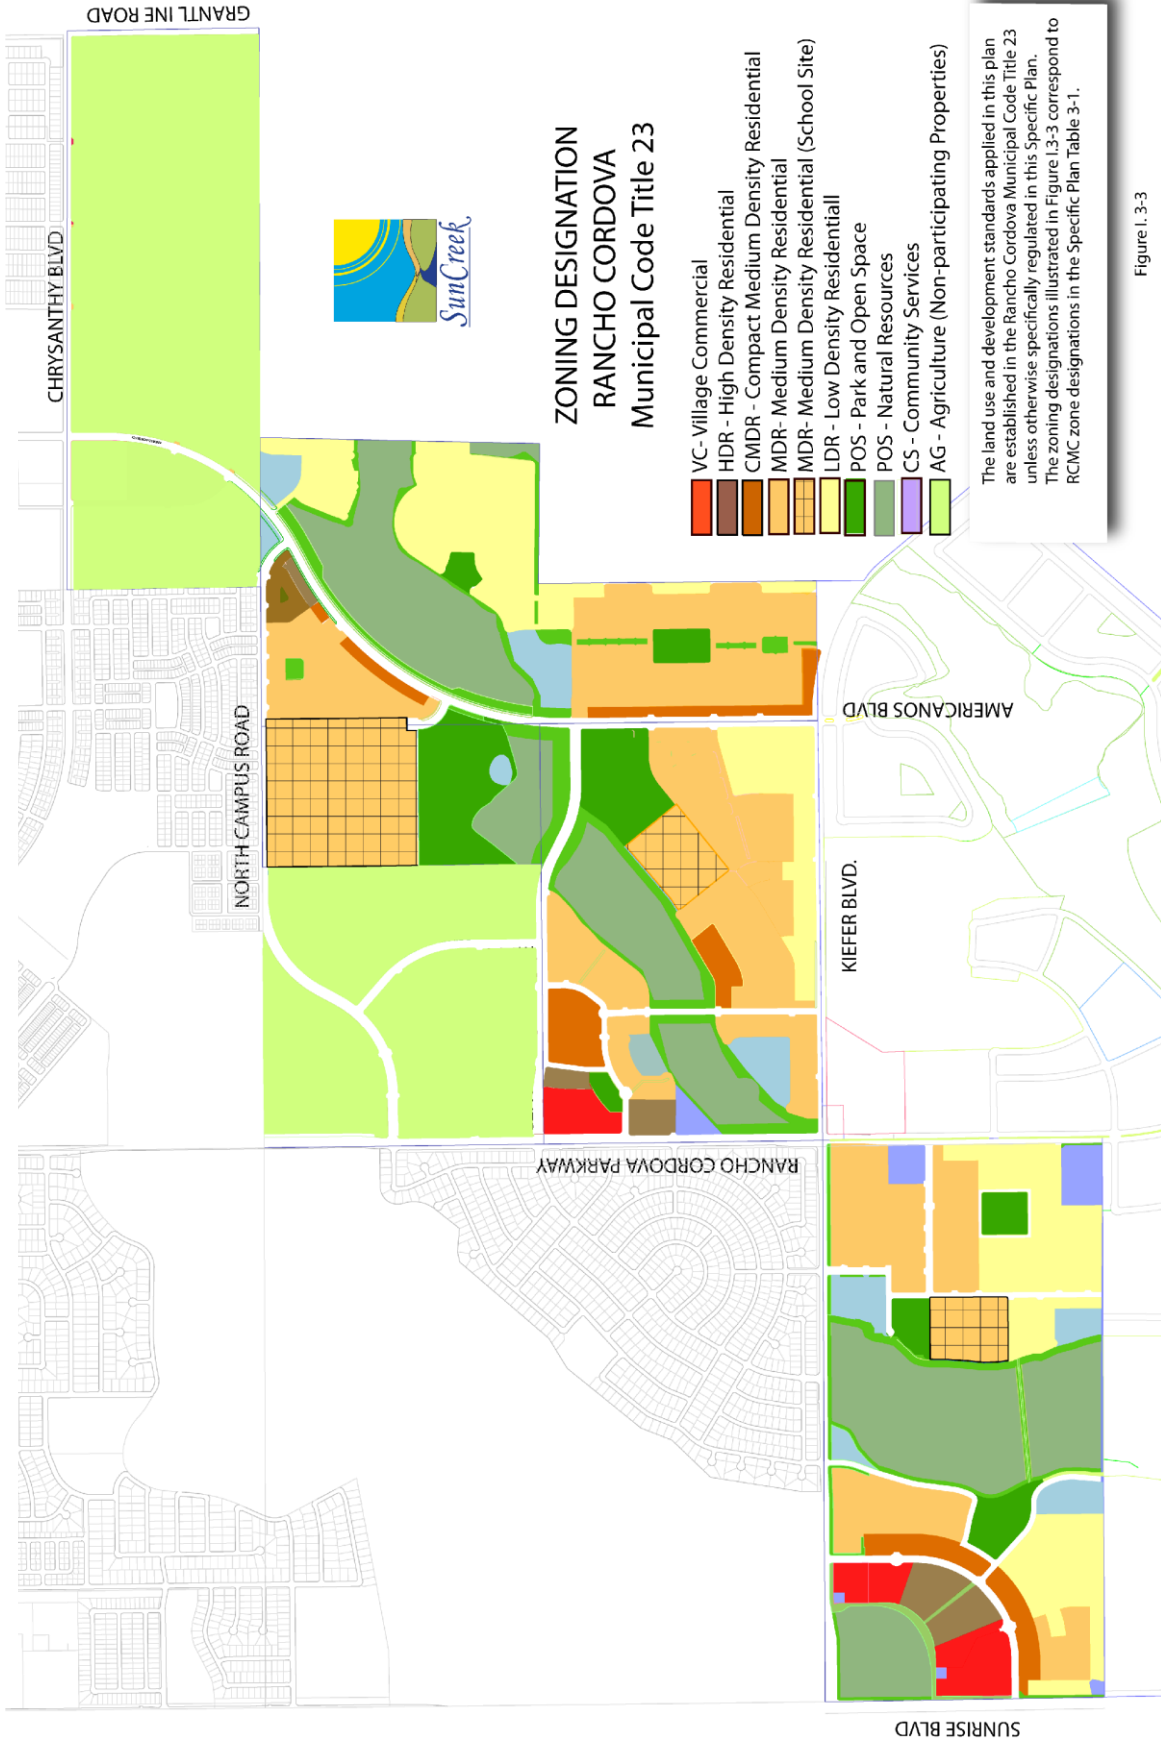 GRANTLINE ROAD
CHRYSANTHY BLVD
SunCreek
ZONING DESIGNATION
RANCHO CORDOVA
Municipal Code Title 23
VC- Village Commercial
HDR - High Density Residential
CMDR - Compact Medium Density Residential
MDR- Medium Density Residential
MDR- Medium Density Residential (School Site)
LDR - Low Density Residentiall
POS - Park and Open Space
POS - Natural Resources
CS - Community Services
AG - Agriculture (Non-participating Properties)
The land use and development standards applied in this plan
are established in the Rancho Cordova Municipal Code Title 23
unless otherwise specifically regulated in this Specific Plan.
The zoning designations illustrated in Figure I.3-3 correspond to
RCMC zone designations in the Specific Plan Table 3-1.
Figure I. 3-3
NORTH CAMPUS ROAD
AMERICANOS BLVD
KIEFER BLVD.
RANCHO CORDOVA PARKWAY
SUNRISE BLVD